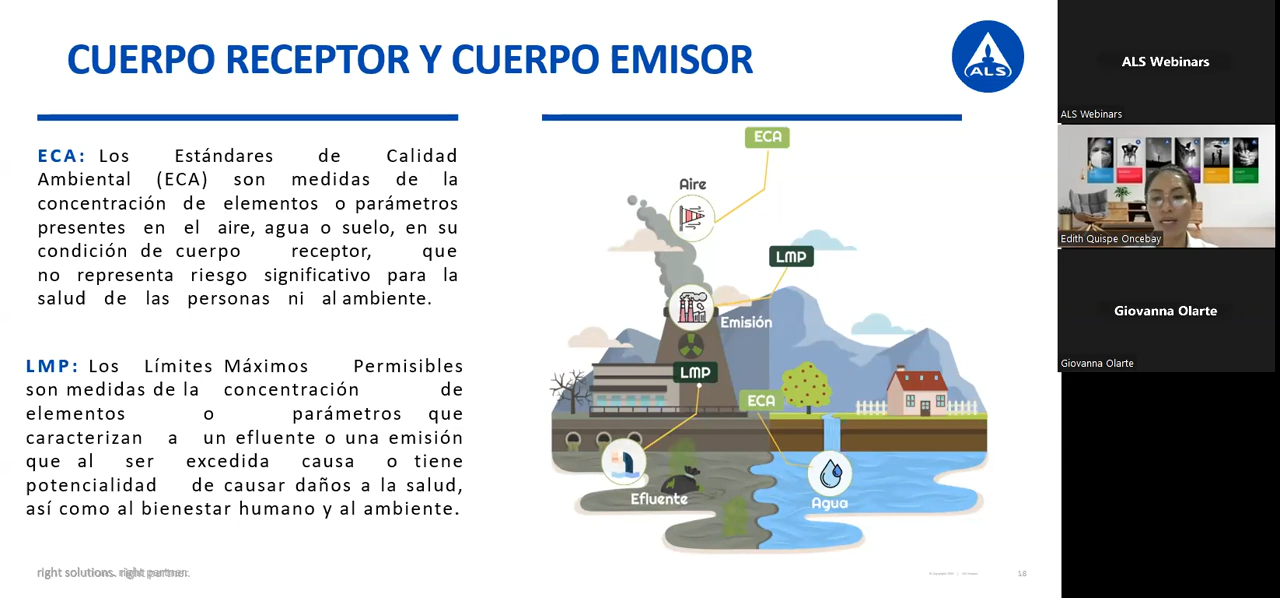 CUERPO RECEPTOR Y CUERPO EMISOR
ALS
ECA: Los Estándares de Calidad
Ambiental (ECA) son medidas de la
concentración de elementos o parámetros
presentes en el aire, agua o suelo, en su
condición de cuerpo receptor, que
no representa riesgo significativo para la
salud de las personas ni al ambiente.
LMP: Los Límites Máximos Permisibles
son medidas de la concentración de
elementos o parámetros que
caracterizan a un efluente o una emisión
que al ser excedida causa o tiene
potencialidad de causar daños a la salud,
así como al bienestar humano y al ambiente.
ECA
Aire
LMP
Emisión
LMP
ECA
Efluente
Agua
right solutions. right partner.
18
ALS Webinars
ALS Webinars
Edith Quispe Oncebay
Giovanna Olarte
Giovanna Olarte